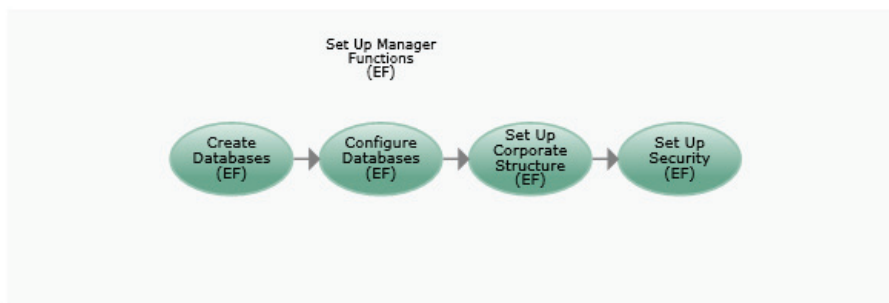 Set Up Manager
Functions
(EF)
Create
Databases
(EF)
Configure
Databases
(EF)
Set Up
Corporate
Structure
(EF)
Set Up
Security
(EF)